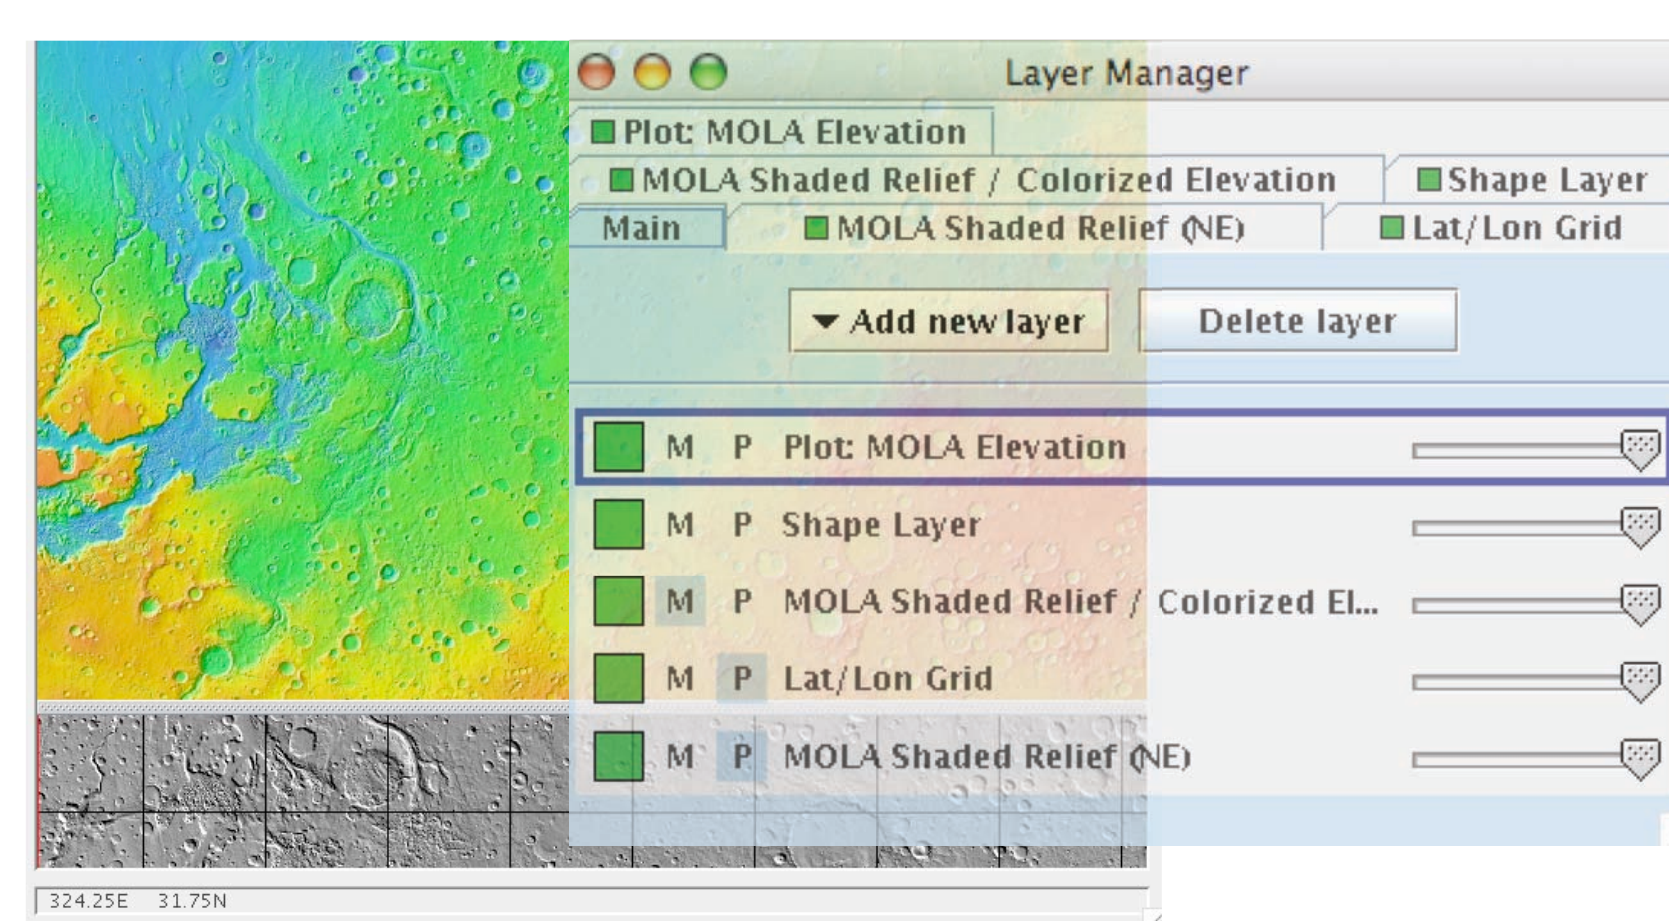 Layer Manager
Plot: MOLA Elevation
MOLA Shaded Relief / Colorized Elevation Shape Layer
Main MOLA Shaded Relief (NE) Lat/Lon Grid
Add new layer Delete layer
M P Plot: MOLA Elevation
M P Shape Layer
M P MOLA Shaded Relief / Colorized El...
M P Lat/Lon Grid
M P MOLA Shaded Relief (NE)
324.25E 31.75N